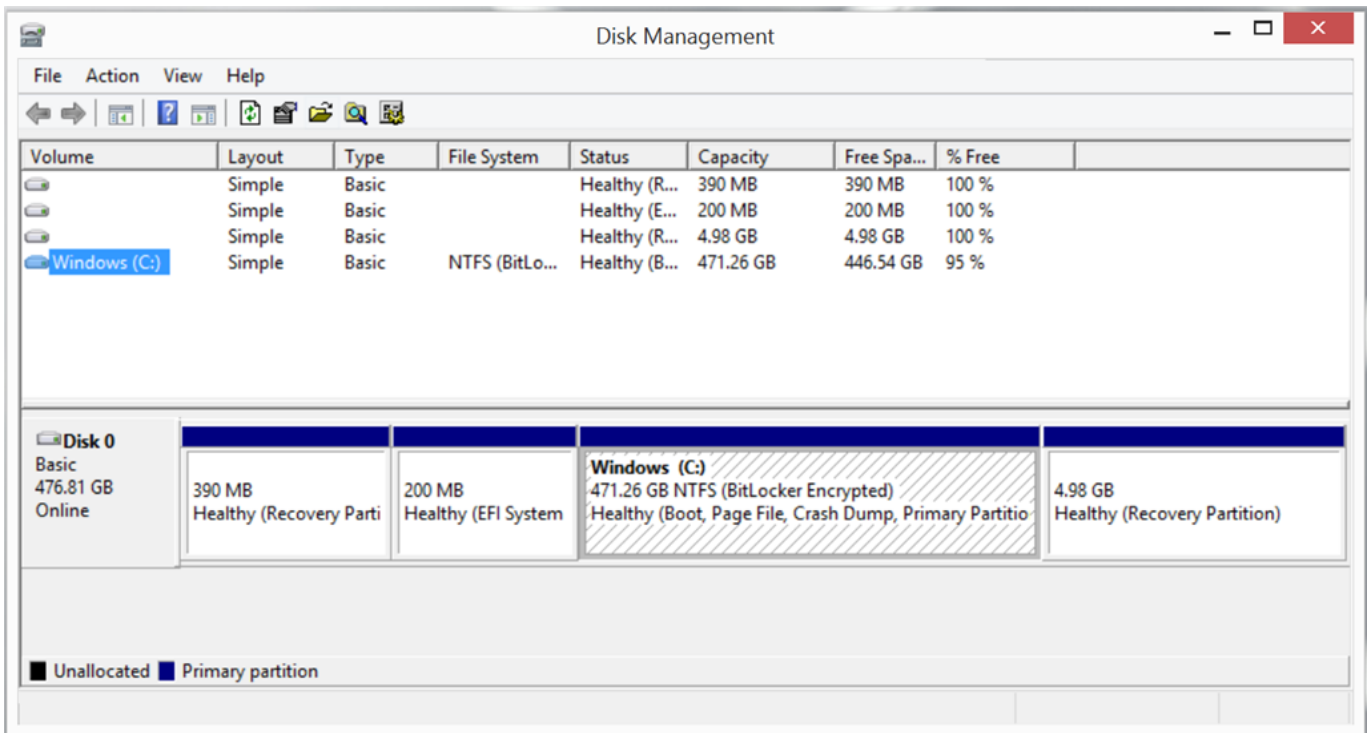 Disk Management
File Action View Help
Volume Layout Type File System Status Capacity Free Spa... % Free
Simple Basic Healthy (R... 390 MB 390 MB 100 %
Simple Basic Healthy (E... 200 MB 200 MB 100 %
Simple Basic Healthy (R... 4.98 GB 4.98 GB 100 %
Windows (C:) Simple Basic NTFS (BitLo... Healthy (B... 471.26 GB 446.54 GB 95 %
Disk 0
Basic
476.81 GB
Online
390 MB
Healthy (Recovery Parti
200 MB
Healthy (EFI System
Windows (C:)
471.26 GB NTFS (BitLocker Encrypted)
Healthy (Boot, Page File, Crash Dump, Primary Partitio
4.98 GB
Healthy (Recovery Partition)
Unallocated Primary partition